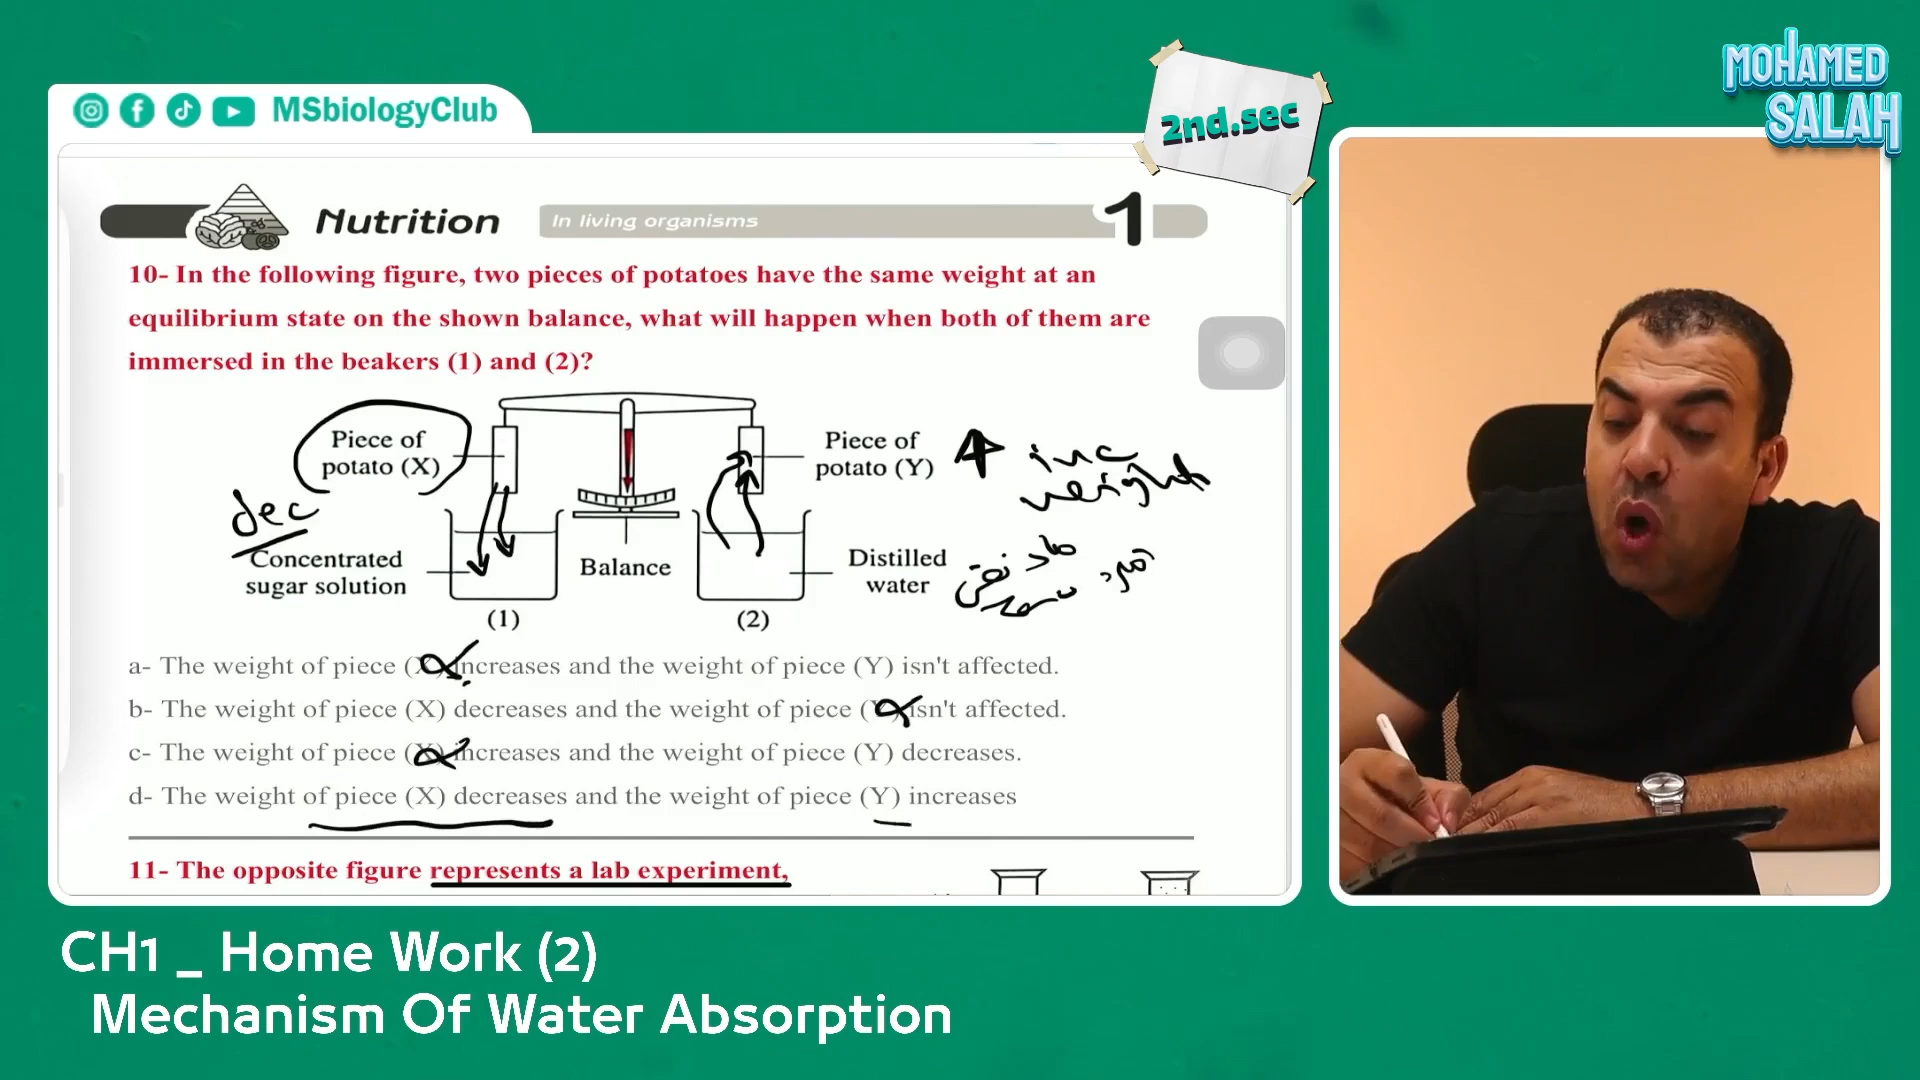 MOHAMED
SALAH
MSbiologyClub
2nd.sec
Nutrition
In living organisms
1
10- In the following figure, two pieces of potatoes have the same weight at an
equilibrium state on the shown balance, what will happen when both of them are
immersed in the beakers (1) and (2)?
Piece of
potato (X)
Piece of
potato (Y)
inc
weight
dec
Concentrated
sugar solution
Balance
Distilled
water
(1)
(2)
a- The weight of piece (X) increases and the weight of piece (Y) isn't affected.
b- The weight of piece (X) decreases and the weight of piece (Y) isn't affected.
c- The weight of piece (X) increases and the weight of piece (Y) decreases.
d- The weight of piece (X) decreases and the weight of piece (Y) increases
11- The opposite figure represents a lab experiment,
CH1 _ Home Work (2)
Mechanism Of Water Absorption